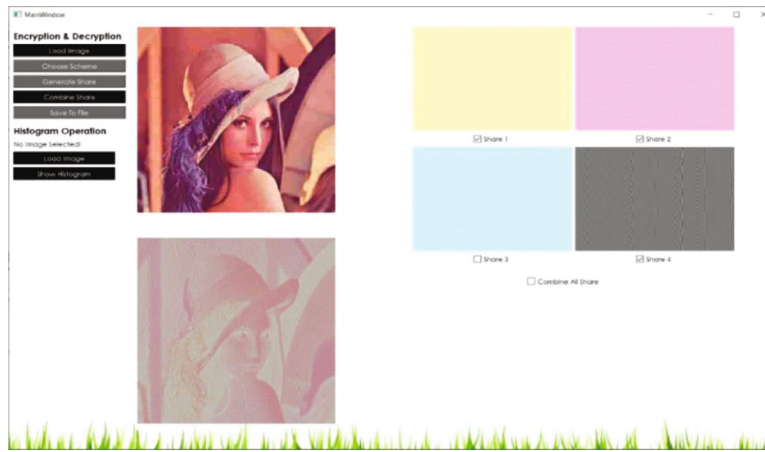 MainWindow
Encryption & Decryption
Load Image
Choose Scheme
Generate Share
Combine Share
Save To File
Histogram Operation
No Image Selected!
Load Image
Show Histogram
Share 1
Share 2
Share 3
Share 4
Combine All Share